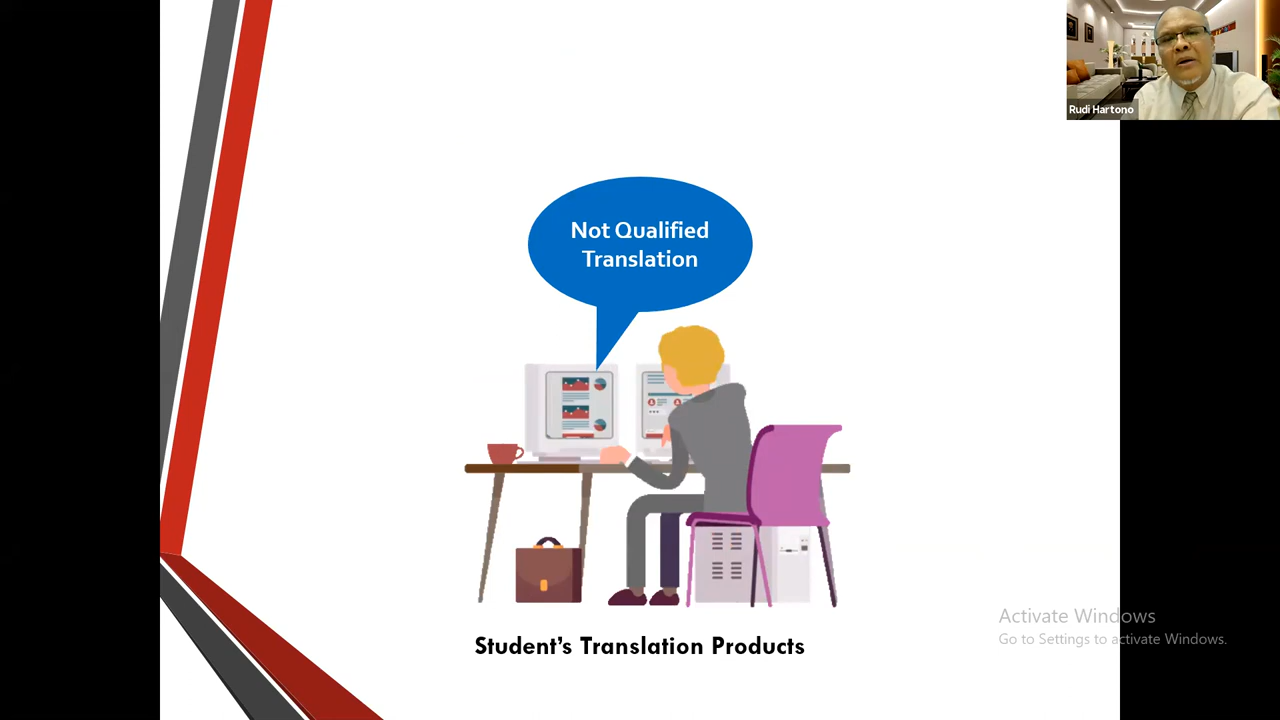 Rudi Hartono
Not Qualified
Translation
Student's Translation Products
Activate Windows
Go to Settings to activate Windows.